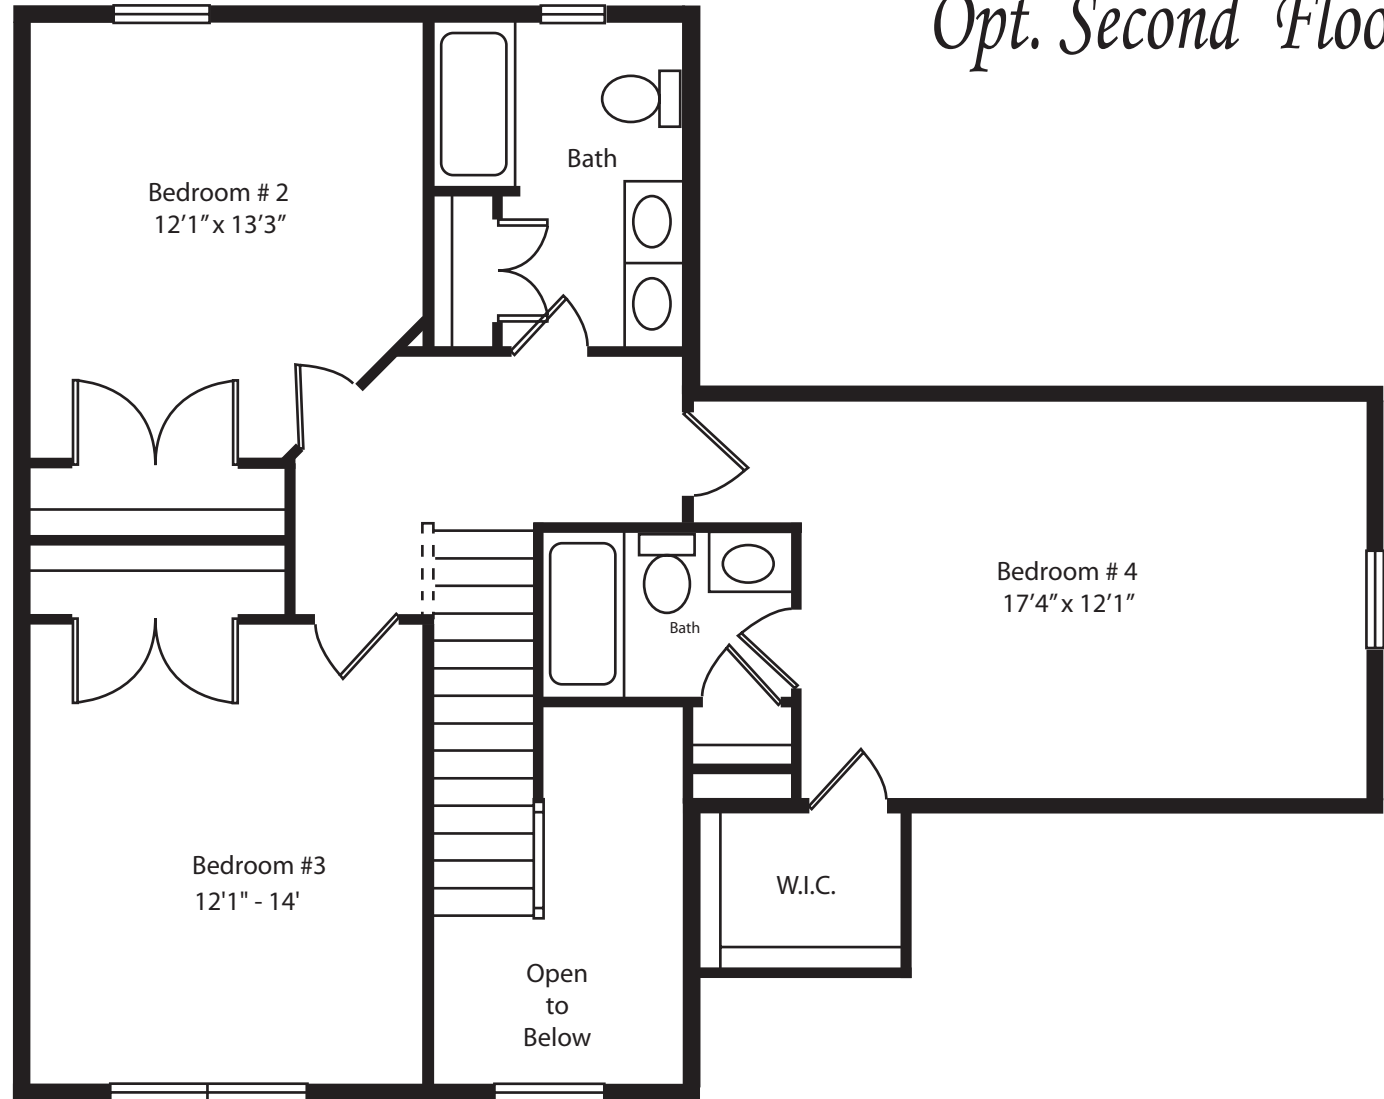 Opt. Second Floo
Bath
Bedroom # 2
12’1” x 13’3”
Bedroom # 4
17’4” x 12’1”
Bath
Bedroom #3
12'1" - 14'
W.I.C.
Open
to
Below